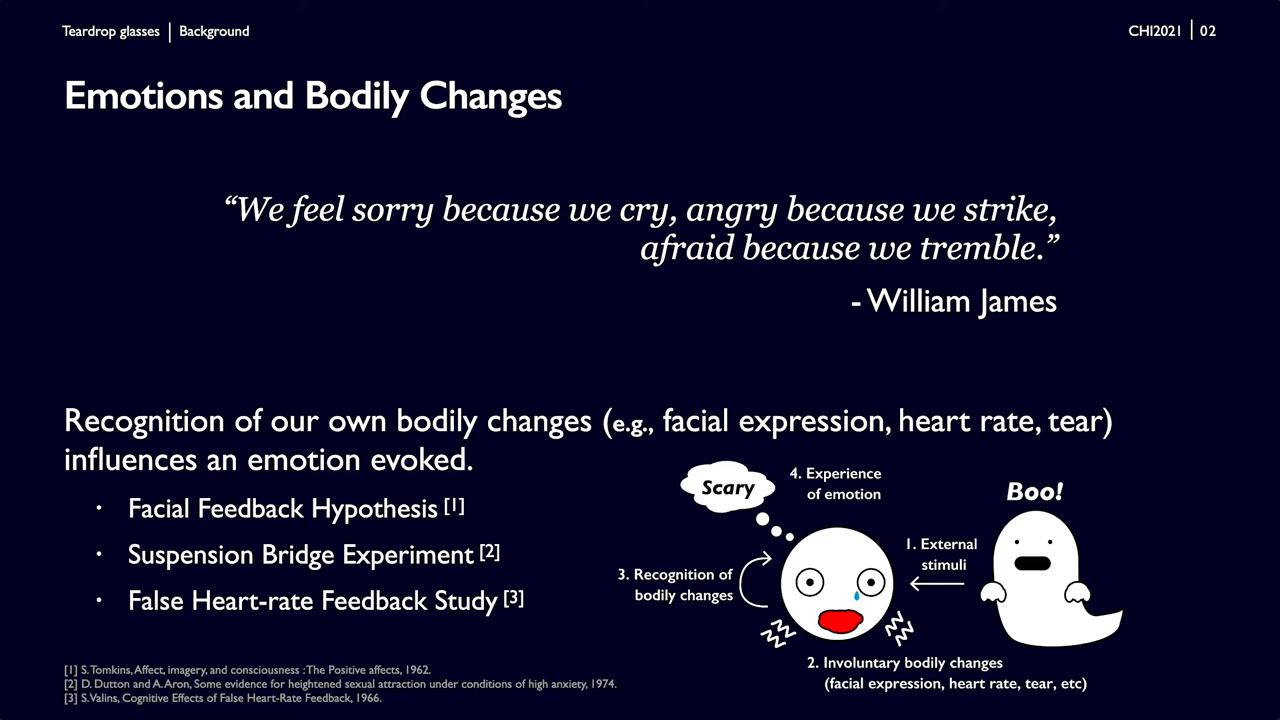 Teardrop glasses | Background
CHI2021 | 02
Emotions and Bodily Changes
“We feel sorry because we cry, angry because we strike,
afraid because we tremble.”
- William James
Recognition of our own bodily changes (e.g., facial expression, heart rate, tear)
influences an emotion evoked.
· Facial Feedback Hypothesis [1]
· Suspension Bridge Experiment [2]
· False Heart-rate Feedback Study [3]
Scary
4. Experience
of emotion
Boo!
1. External
stimuli
3. Recognition of
bodily changes
2. Involuntary bodily changes
(facial expression, heart rate, tear, etc)
[1] S. Tomkins, Affect, imagery, and consciousness : The Positive affects, 1962.
[2] D. Dutton and A. Aron, Some evidence for heightened sexual attraction under conditions of high anxiety, 1974.
[3] S. Valins, Cognitive Effects of False Heart-Rate Feedback, 1966.